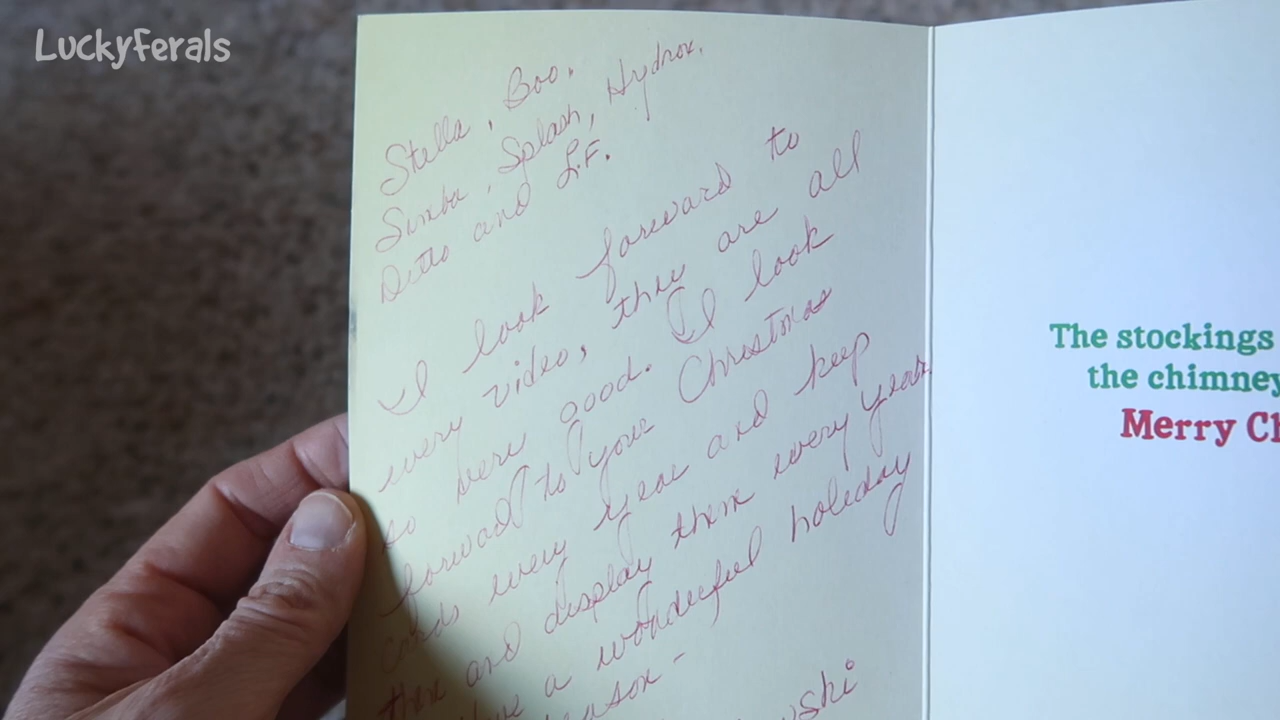 LuckyFerals
Stella, Boo,
Simba, Splash, Hydrox,
Ditto and L.F.
I look forward to
every video, they are all
so very good. I look
forward to your Christmas
cards every year and keep
them and display them every year.
Have a wonderful holiday
season -
The stockings
the chimney
Merry Ch